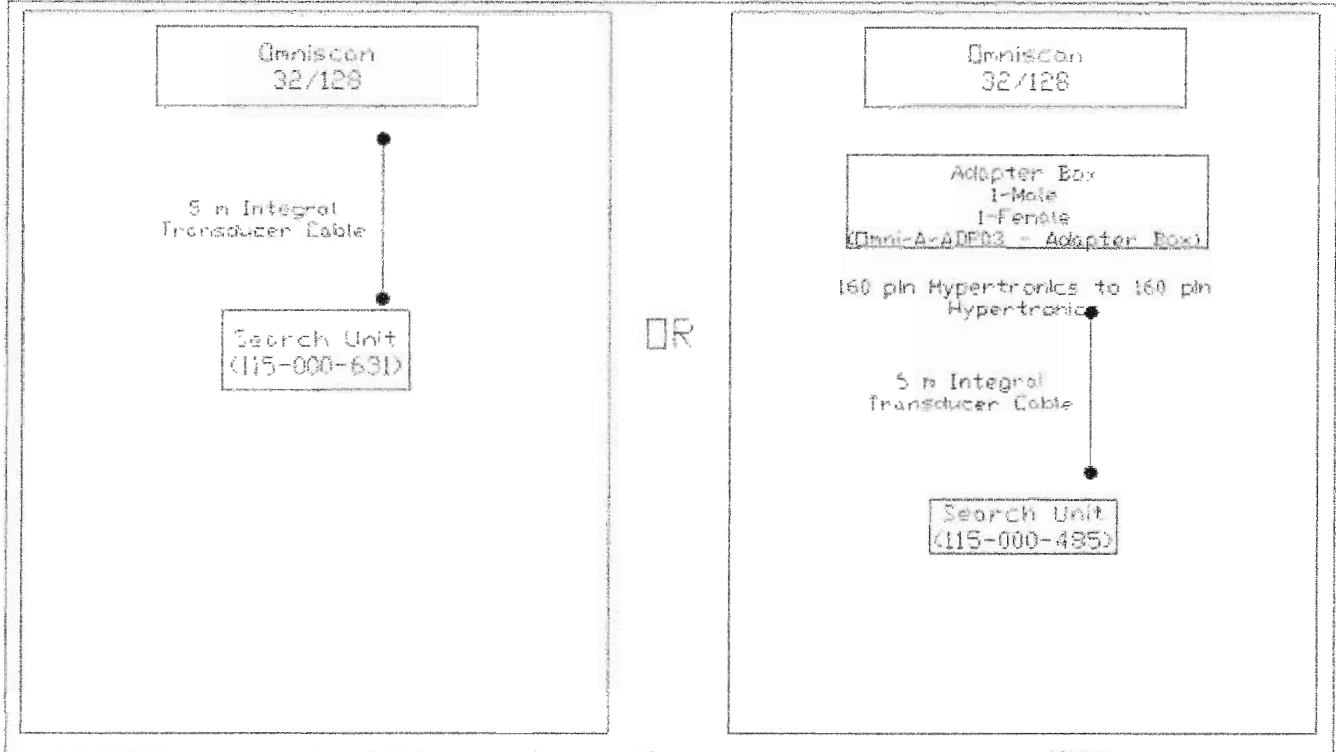 Omniscan
32/128
5 m Integral
Transducer Cable
Search Unit
(115-000-631)
OR
Omniscan
32/128
Adapter Box
1-Male
1-Female
(Omni-A-ADP03 - Adapter Box)
160 pin Hypertronics to 160 pin
Hypertronics
5 m Integral
Transducer Cable
Search Unit
(115-000-485)